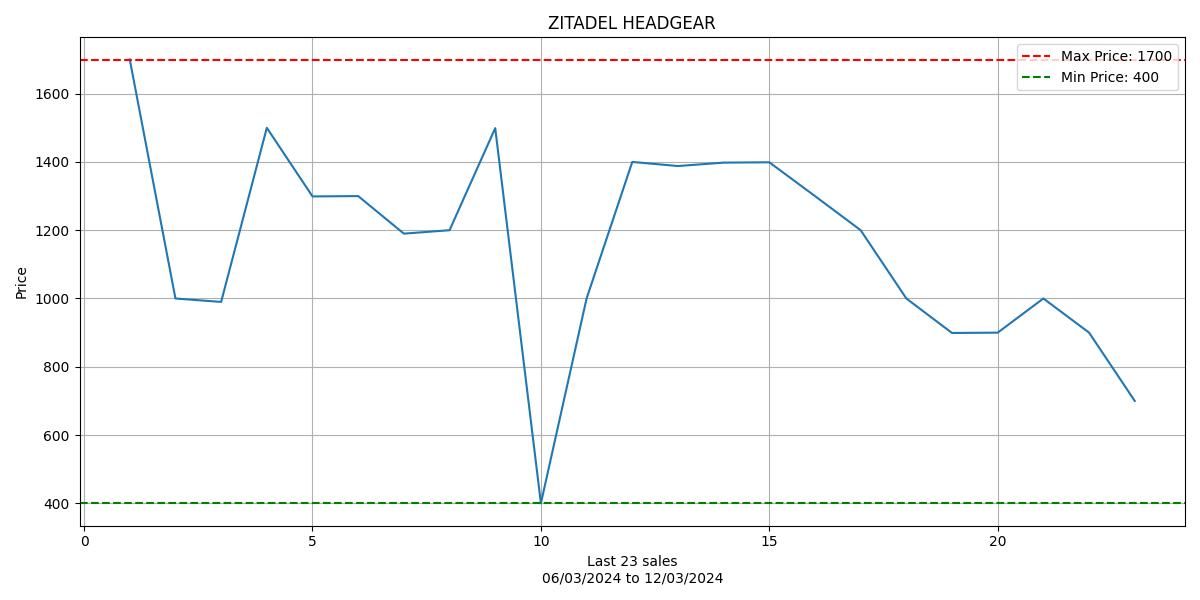 ZITADEL HEADGEAR
Max Price: 1700
Min Price: 400
Price
1600
1400
1200
1000
800
600
400
0 5 10 15 20
Last 23 sales
06/03/2024 to 12/03/2024